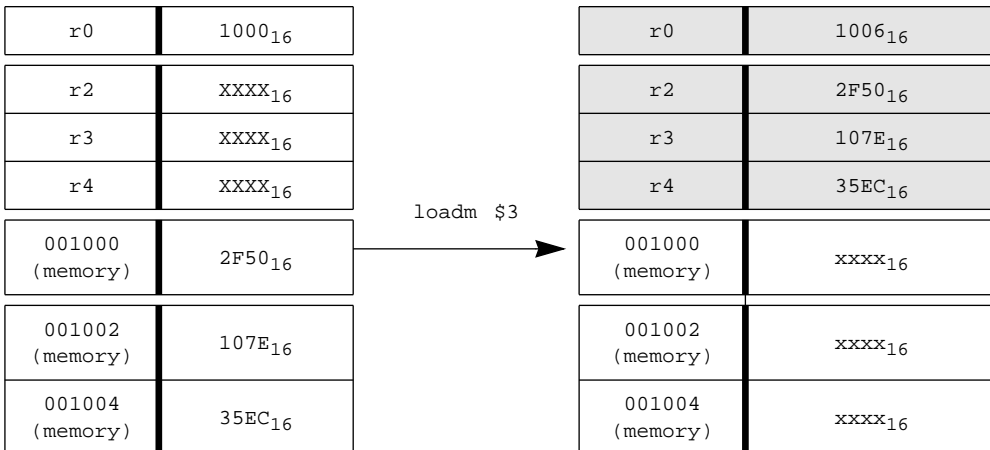 r0 1000₁₆ r0 1006₁₆
r2 XXXX₁₆ r2 2F50₁₆
r3 XXXX₁₆ r3 107E₁₆
r4 XXXX₁₆ r4 35EC₁₆
loadm $3
001000 001000
(memory) 2F50₁₆ (memory) xxxx₁₆
001002 001002
(memory) 107E₁₆ (memory) xxxx₁₆
001004 001004
(memory) 35EC₁₆ (memory) xxxx₁₆